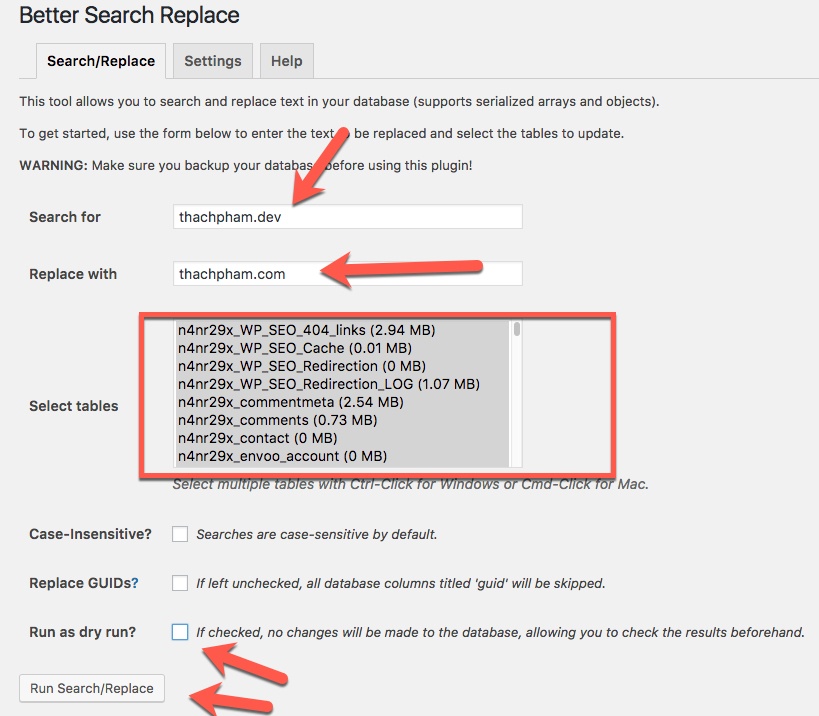 Better Search Replace
Search/Replace Settings Help
This tool allows you to search and replace text in your database (supports serialized arrays and objects).
To get started, use the form below to enter the text be replaced and select the tables to update.
WARNING: Make sure you backup your database before using this plugin!
Search for thachpham.dev
Replace with thachpham.com
n4nr29x_WP_SEO_404_links (2.94 MB)
n4nr29x_WP_SEO_Cache (0.01 MB)
n4nr29x_WP_SEO_Redirection (0 MB)
n4nr29x_WP_SEO_Redirection_LOG (1.07 MB)
Select tables n4nr29x_commentmeta (2.54 MB)
n4nr29x_comments (0.73 MB)
n4nr29x_contact (0 MB)
n4nr29x_envoo_account (0 MB)
Select multiple tables with Ctrl-Click for Windows or Cmd-Click for Mac.
Case-Insensitive? Searches are case-sensitive by default.
Replace GUIDs? If left unchecked, all database columns titled 'guid' will be skipped.
Run as dry run? If checked, no changes will be made to the database, allowing you to check the results beforehand.
Run Search/Replace